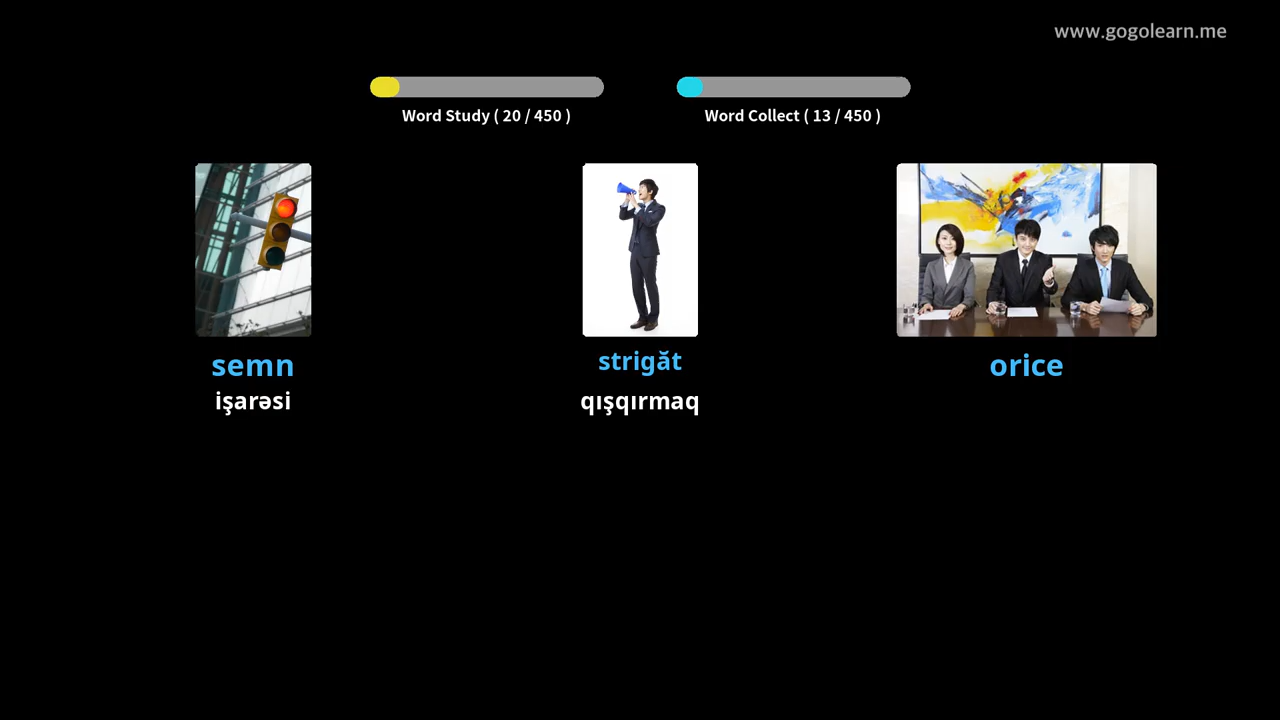 www.gogolearn.me
Word Study ( 20 / 450 )
Word Collect ( 13 / 450 )
semn
strigăt
orice
işarəsi
qışqırmaq